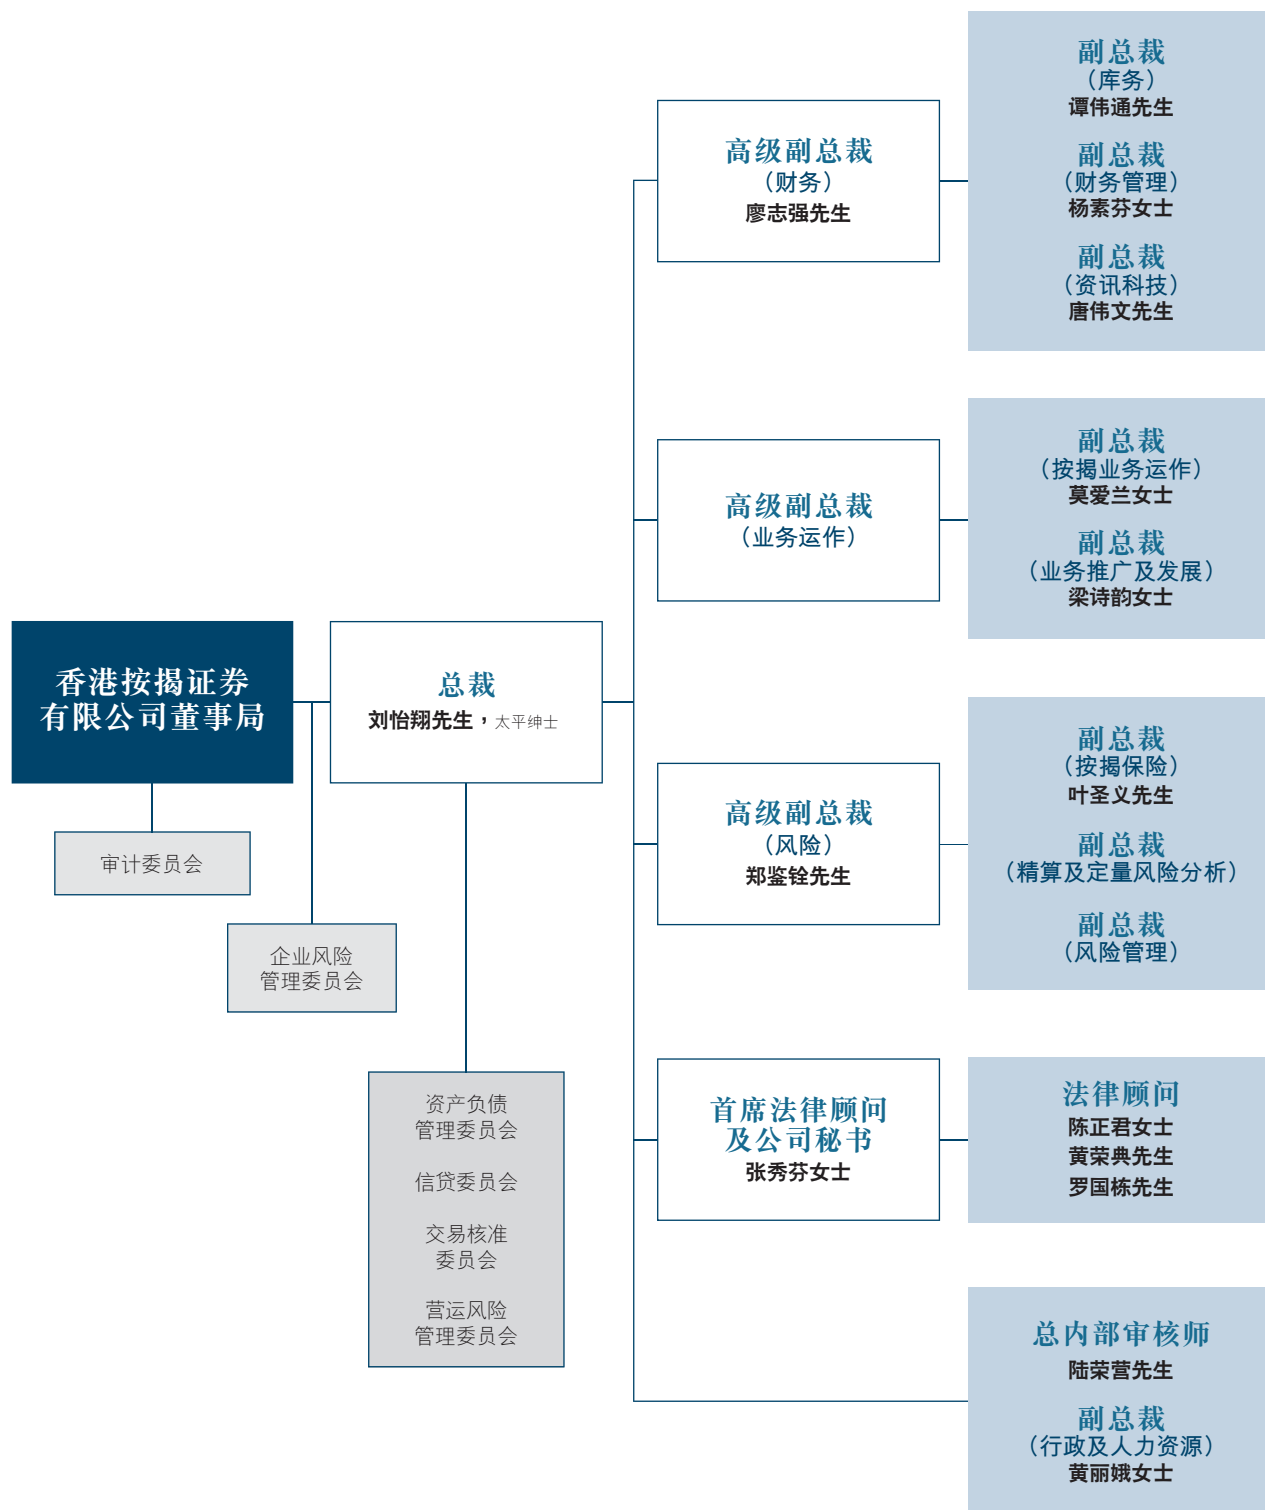 香港按揭证券
有限公司董事局
审计委员会
企业风险
管理委员会
总裁
刘怡翔先生，太平绅士
资产负债
管理委员会
信贷委员会
交易核准
委员会
营运风险
管理委员会
高级副总裁
（财务）
廖志强先生
副总裁
（库务）
谭伟通先生
副总裁
（财务管理）
杨素芬女士
副总裁
（资讯科技）
唐伟文先生
高级副总裁
（业务运作）
副总裁
（按揭业务运作）
莫爱兰女士
副总裁
（业务推广及发展）
梁诗韵女士
高级副总裁
（风险）
郑鉴铨先生
副总裁
（按揭保险）
叶圣义先生
副总裁
（精算及定量风险分析）
副总裁
（风险管理）
首席法律顾问
及公司秘书
张秀芬女士
法律顾问
陈正君女士
黄荣典先生
罗国栋先生
总内部审核师
陆荣营先生
副总裁
（行政及人力资源）
黄丽娥女士